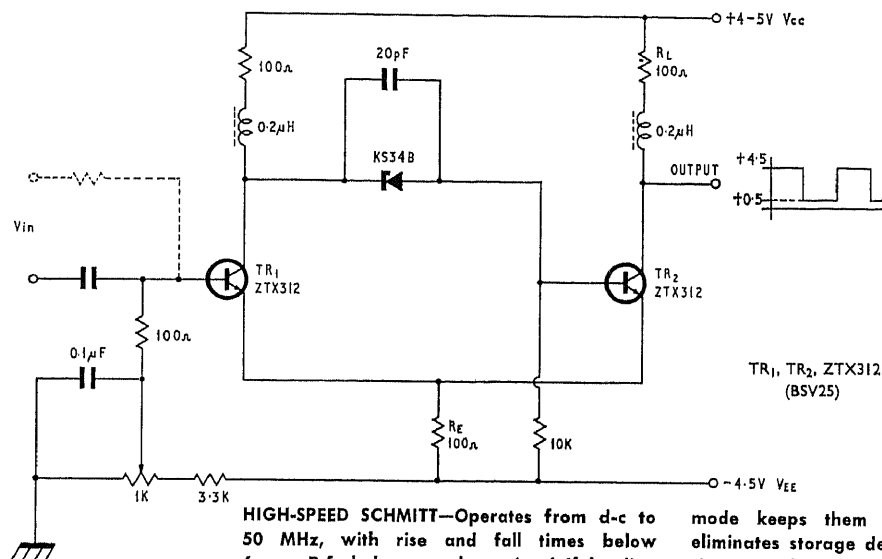 +4-5V Vcc
100Ω
20pF
RL
100Ω
0·2μH
0·2μH
KS34B
OUTPUT
+4.5
+0.5
Vin
TR1
ZTX312
TR2
ZTX312
100Ω
0·1μF
TR1, TR2, ZTX312
(BSV25)
RE
100Ω
10K
1K
3·3K
-4.5V VEE
HIGH-SPEED SCHMITT—Operates from d-c to
50 MHz, with rise and fall times below
mode keeps them
eliminates storage de